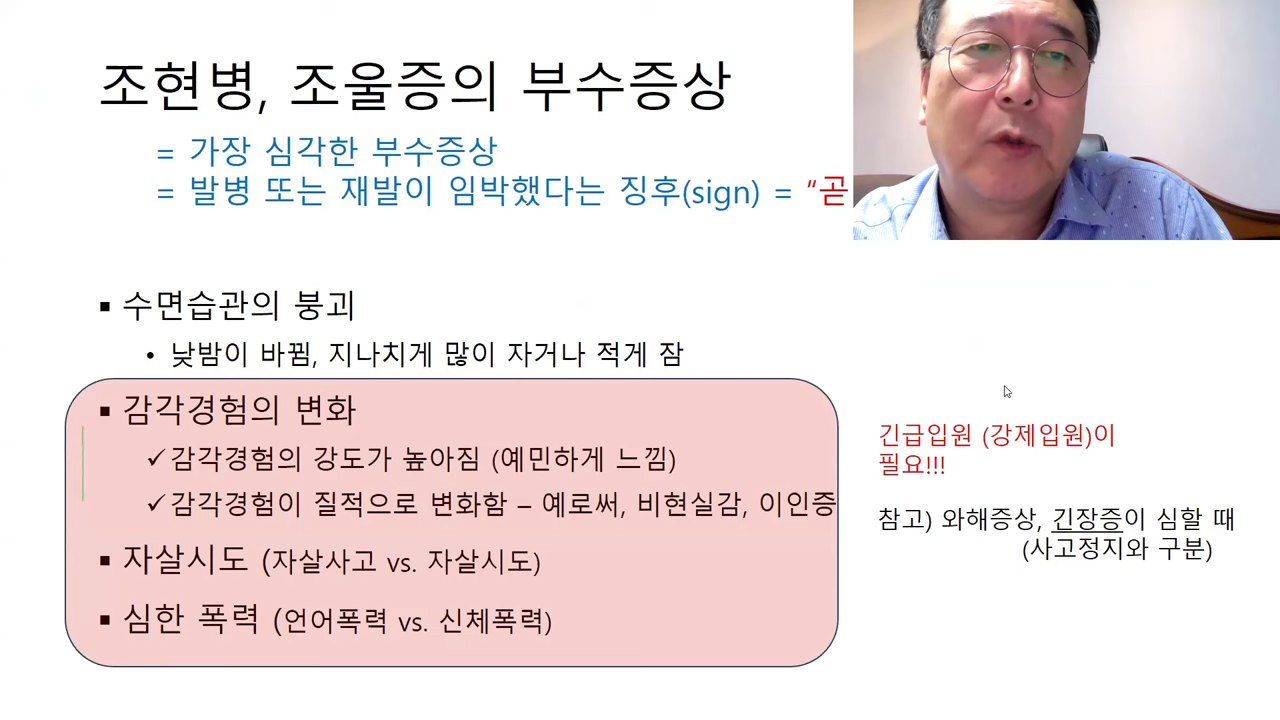 조현병, 조울증의 부수증상
= 가장 심각한 부수증상
= 발병 또는 재발이 임박했다는 징후(sign) = “곧
▪ 수면습관의 붕괴
• 낮밤이 바뀜, 지나치게 많이 자거나 적게 잠
▪ 감각경험의 변화
✓감각경험의 강도가 높아짐 (예민하게 느낌)
✓감각경험이 질적으로 변화함 – 예로써, 비현실감, 이인증
▪ 자살시도 (자살사고 vs. 자살시도)
▪ 심한 폭력 (언어폭력 vs. 신체폭력)
긴급입원 (강제입원)이
필요!!!
참고) 와해증상, 긴장증이 심할 때
(사고정지와 구분)